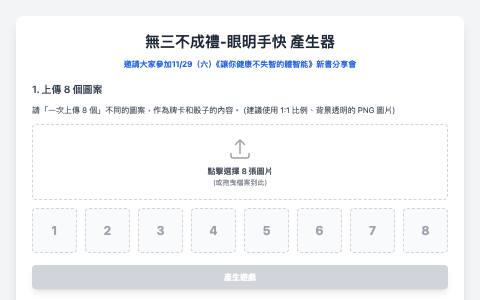 無三不成禮-眼明手快 產生器
邀請大家參加11/29（六）《讓你健康不失智的體智能》新書分享會
1. 上傳 8 個圖案
請「一次上傳 8 個」不同的圖案，作為牌卡和骰子的內容。 (建議使用 1:1 比例、背景透明的 PNG 圖片)
點擊選擇 8 張圖片
(或拖曳檔案到此)
1 2 3 4 5 6 7 8
產生遊戲